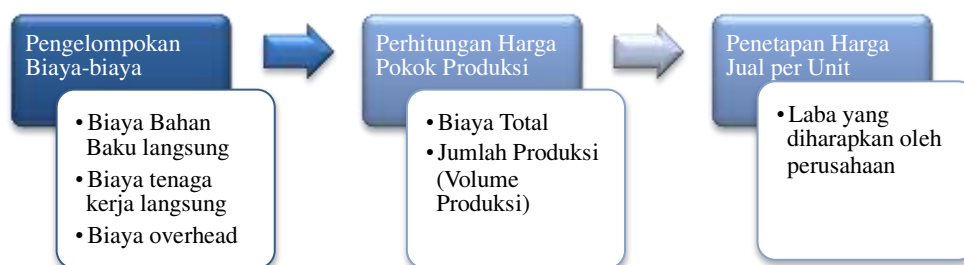 Pengelompokan
Biaya-biaya
• Biaya Bahan
Baku langsung
• Biaya tenaga
kerja langsung
• Biaya overhead
Perhitungan Harga
Pokok Produksi
• Biaya Total
• Jumlah Produksi
(Volume
Produksi)
Penetapan Harga
Jual per Unit
• Laba yang
diharapkan oleh
perusahaan